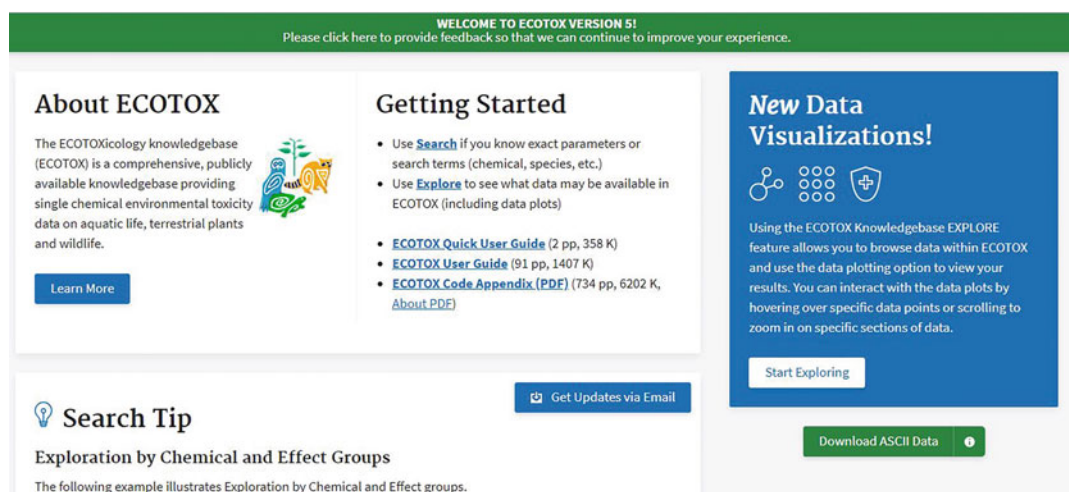 WELCOME TO ECOTOX VERSION 5!
Please click here to provide feedback so that we can continue to improve your experience.
About ECOTOX
The ECOTOXicology knowledgebase
(ECOTOX) is a comprehensive, publicly
available knowledgebase providing
single chemical environmental toxicity
data on aquatic life, terrestrial plants
and wildlife.
Learn More
Getting Started
• Use Search if you know exact parameters or
search terms (chemical, species, etc.)
• Use Explore to see what data may be available in
ECOTOX (including data plots)
• ECOTOX Quick User Guide (2 pp, 358 K)
• ECOTOX User Guide (91 pp, 1407 K)
• ECOTOX Code Appendix (PDF) (734 pp, 6202 K,
About PDF)
New Data
Visualizations!
Using the ECOTOX Knowledgebase EXPLORE
feature allows you to browse data within ECOTOX
and use the data plotting option to view your
results. You can interact with the data plots by
hovering over specific data points or scrolling to
zoom in on specific sections of data.
Start Exploring
Get Updates via Email
Search Tip
Exploration by Chemical and Effect Groups
The following example illustrates Exploration by Chemical and Effect groups.
Download ASCII Data